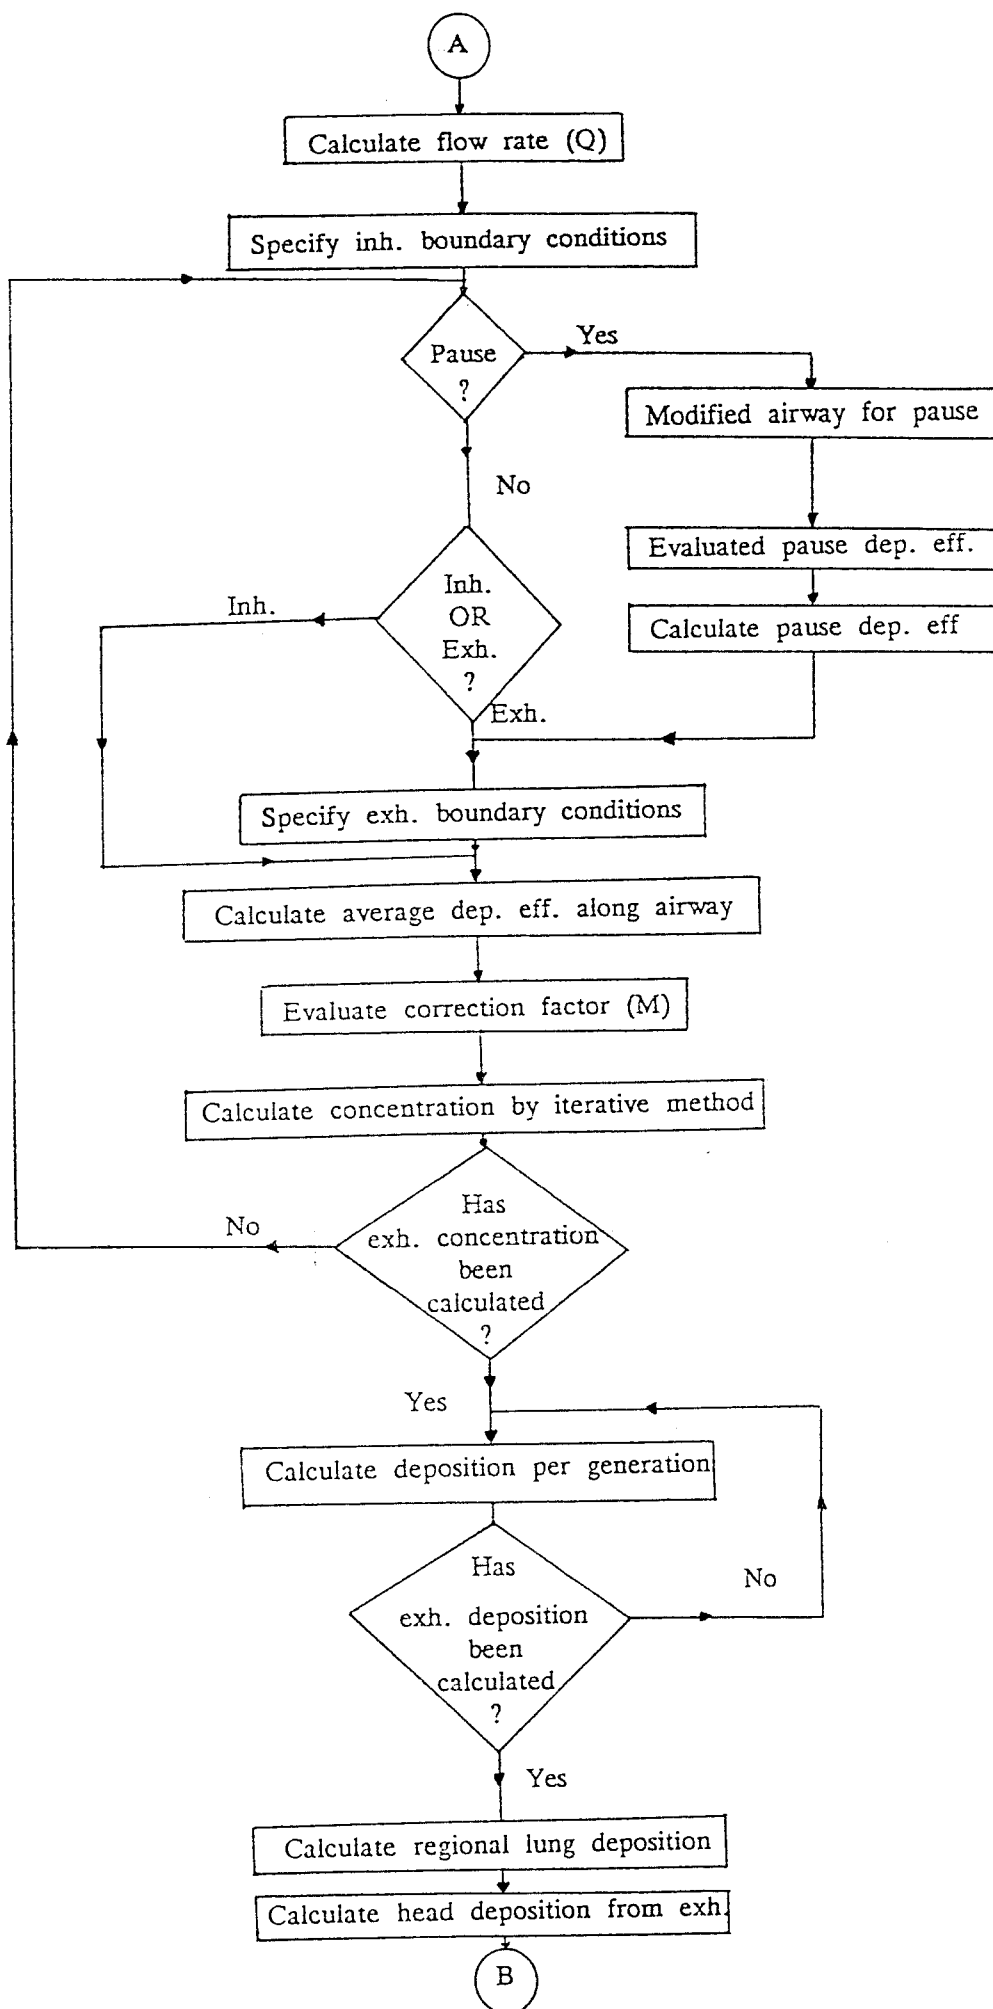 A
Calculate flow rate (Q)
Specify inh. boundary conditions
Pause
?
Yes
Modified airway for pause
No
Evaluated pause dep. eff.
Calculate pause dep. eff
Inh.
OR
Exh.
?
Inh.
Exh.
Specify exh. boundary conditions
Calculate average dep. eff. along airway
Evaluate correction factor (M)
Calculate concentration by iterative method
Has
exh. concentration
been
calculated
?
No
Yes
Calculate deposition per generation
Has
exh. deposition
been
calculated
?
No
Yes
Calculate regional lung deposition
Calculate head deposition from exh.
B